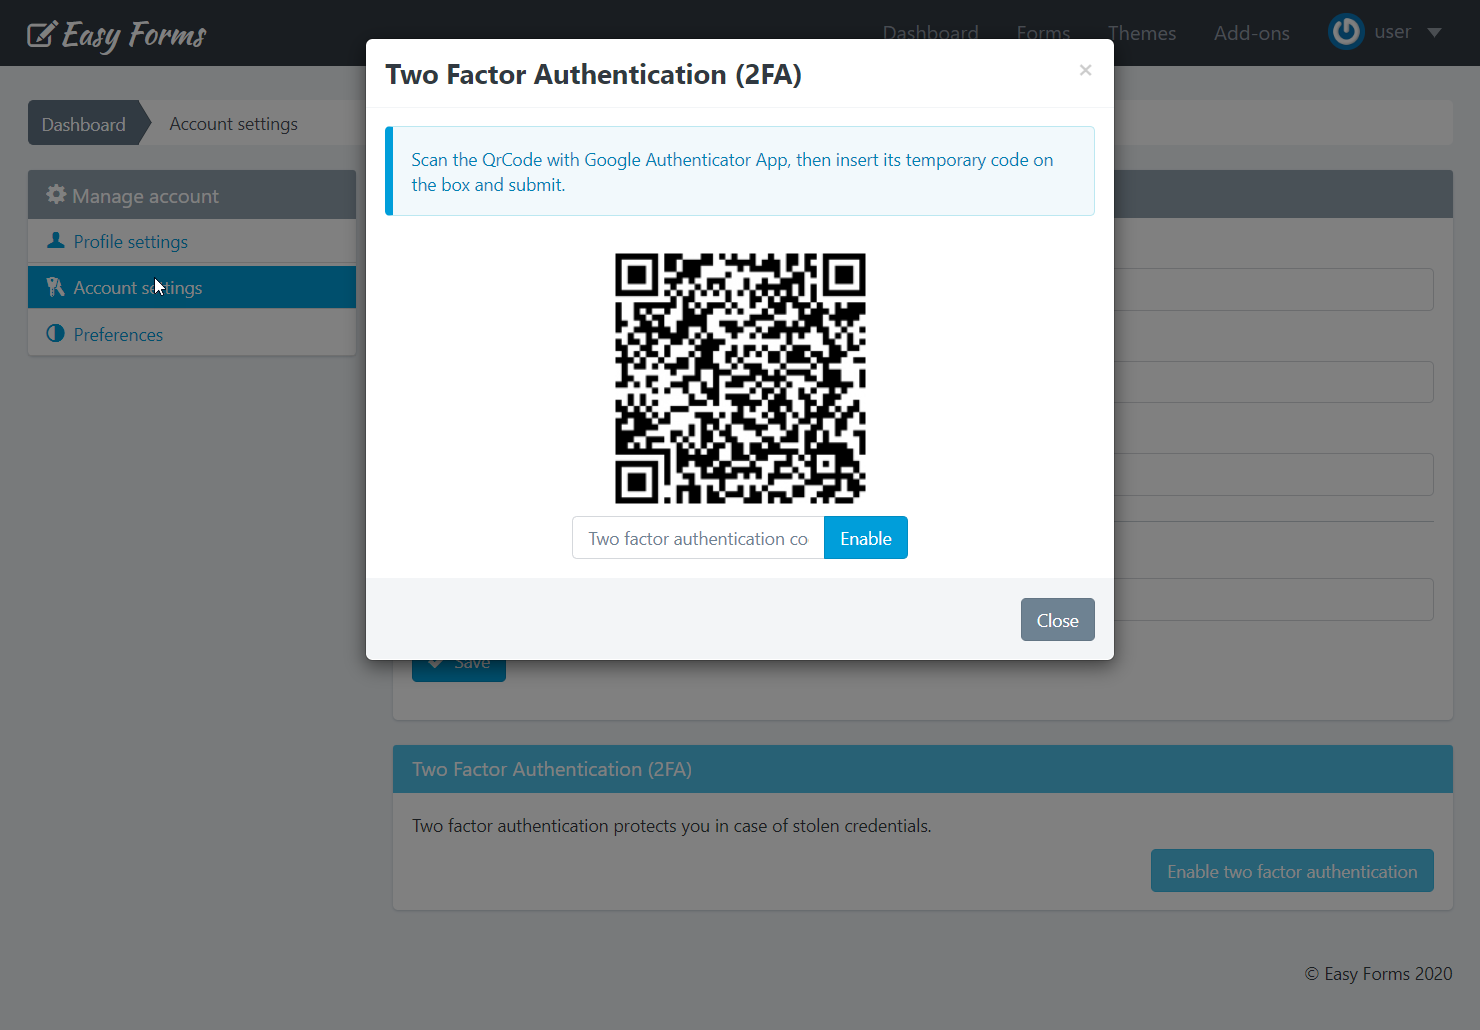 Easy Forms
Dashboard
Forms
Themes
Add-ons
user
Two Factor Authentication (2FA)
×
Dashboard
Account settings
Scan the QrCode with Google Authenticator App, then insert its temporary code on
the box and submit.
Manage account
Profile settings
Account settings
Preferences
Two factor authentication co
Enable
Close
Save
Two Factor Authentication (2FA)
Two factor authentication protects you in case of stolen credentials.
Enable two factor authentication
© Easy Forms 2020